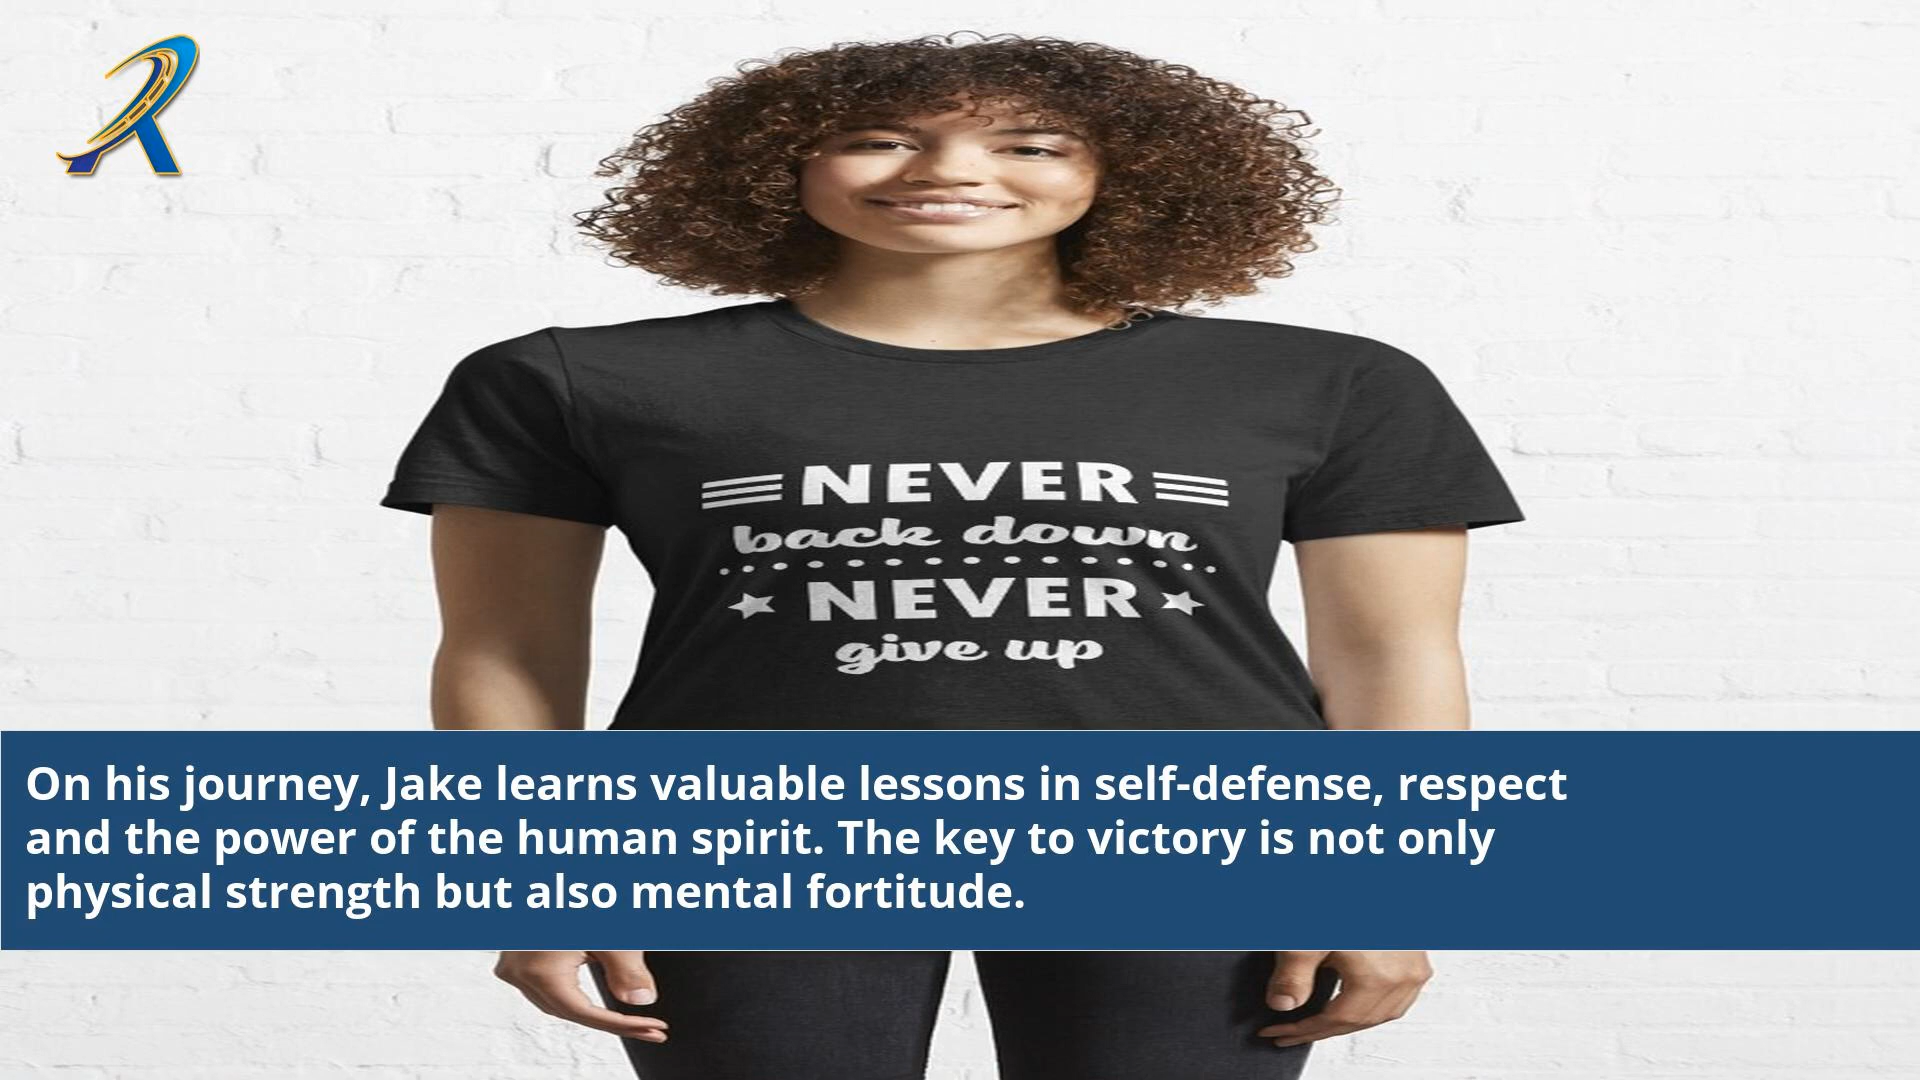 NEVER
back down
NEVER
give up
On his journey, Jake learns valuable lessons in self-defense, respect
and the power of the human spirit. The key to victory is not only
physical strength but also mental fortitude.